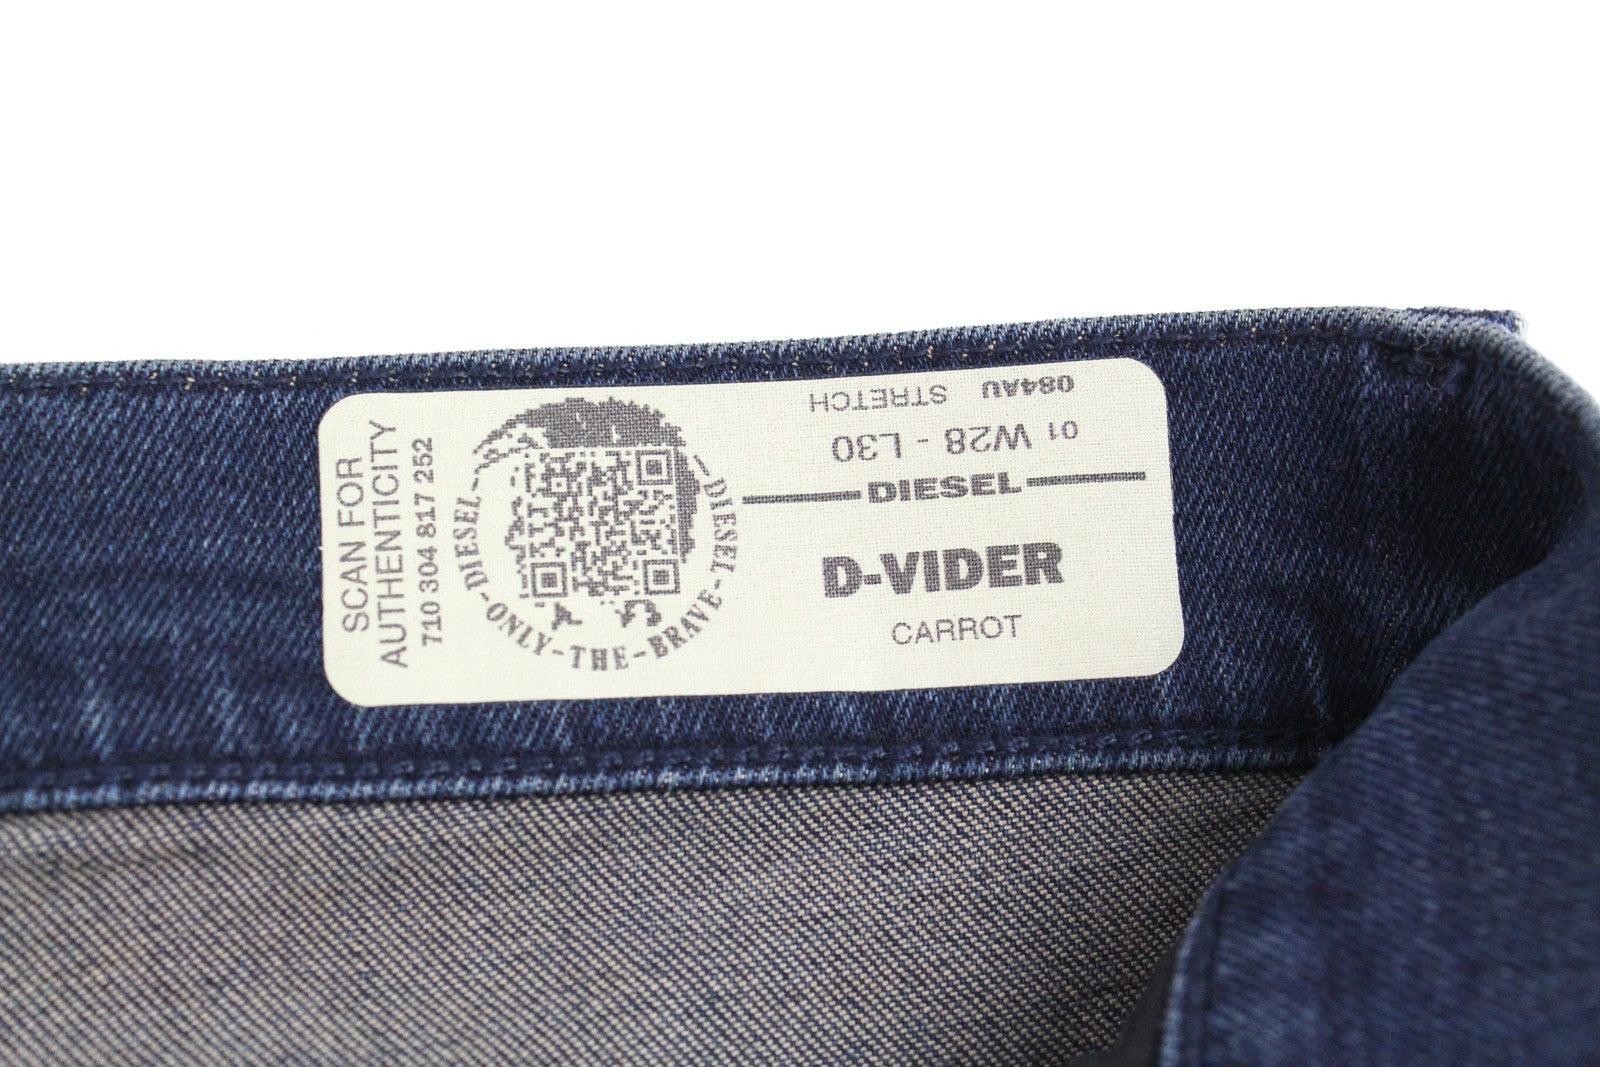 SCAN FOR
AUTHENTICITY
710 304 817 252
DIESEL-ONLY-THE-BRAVE-DIESEL-
084AU STRETCH
01 W28 - L30
DIESEL
D-VIDER
CARROT